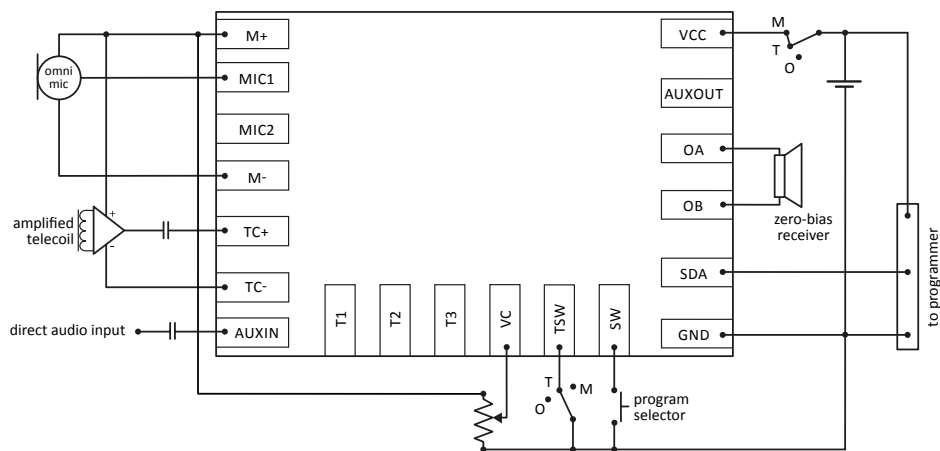 M+
MIC1
MIC2
M-
TC+
TC-
AUXIN
omni
mic
amplified
telecoil
+
-
direct audio input
T1
T2
T3
VC
TSW
SW
VCC
AUXOUT
OA
OB
SDA
GND
M
T
O
zero-bias
receiver
to programmer
T
M
O
program
selector